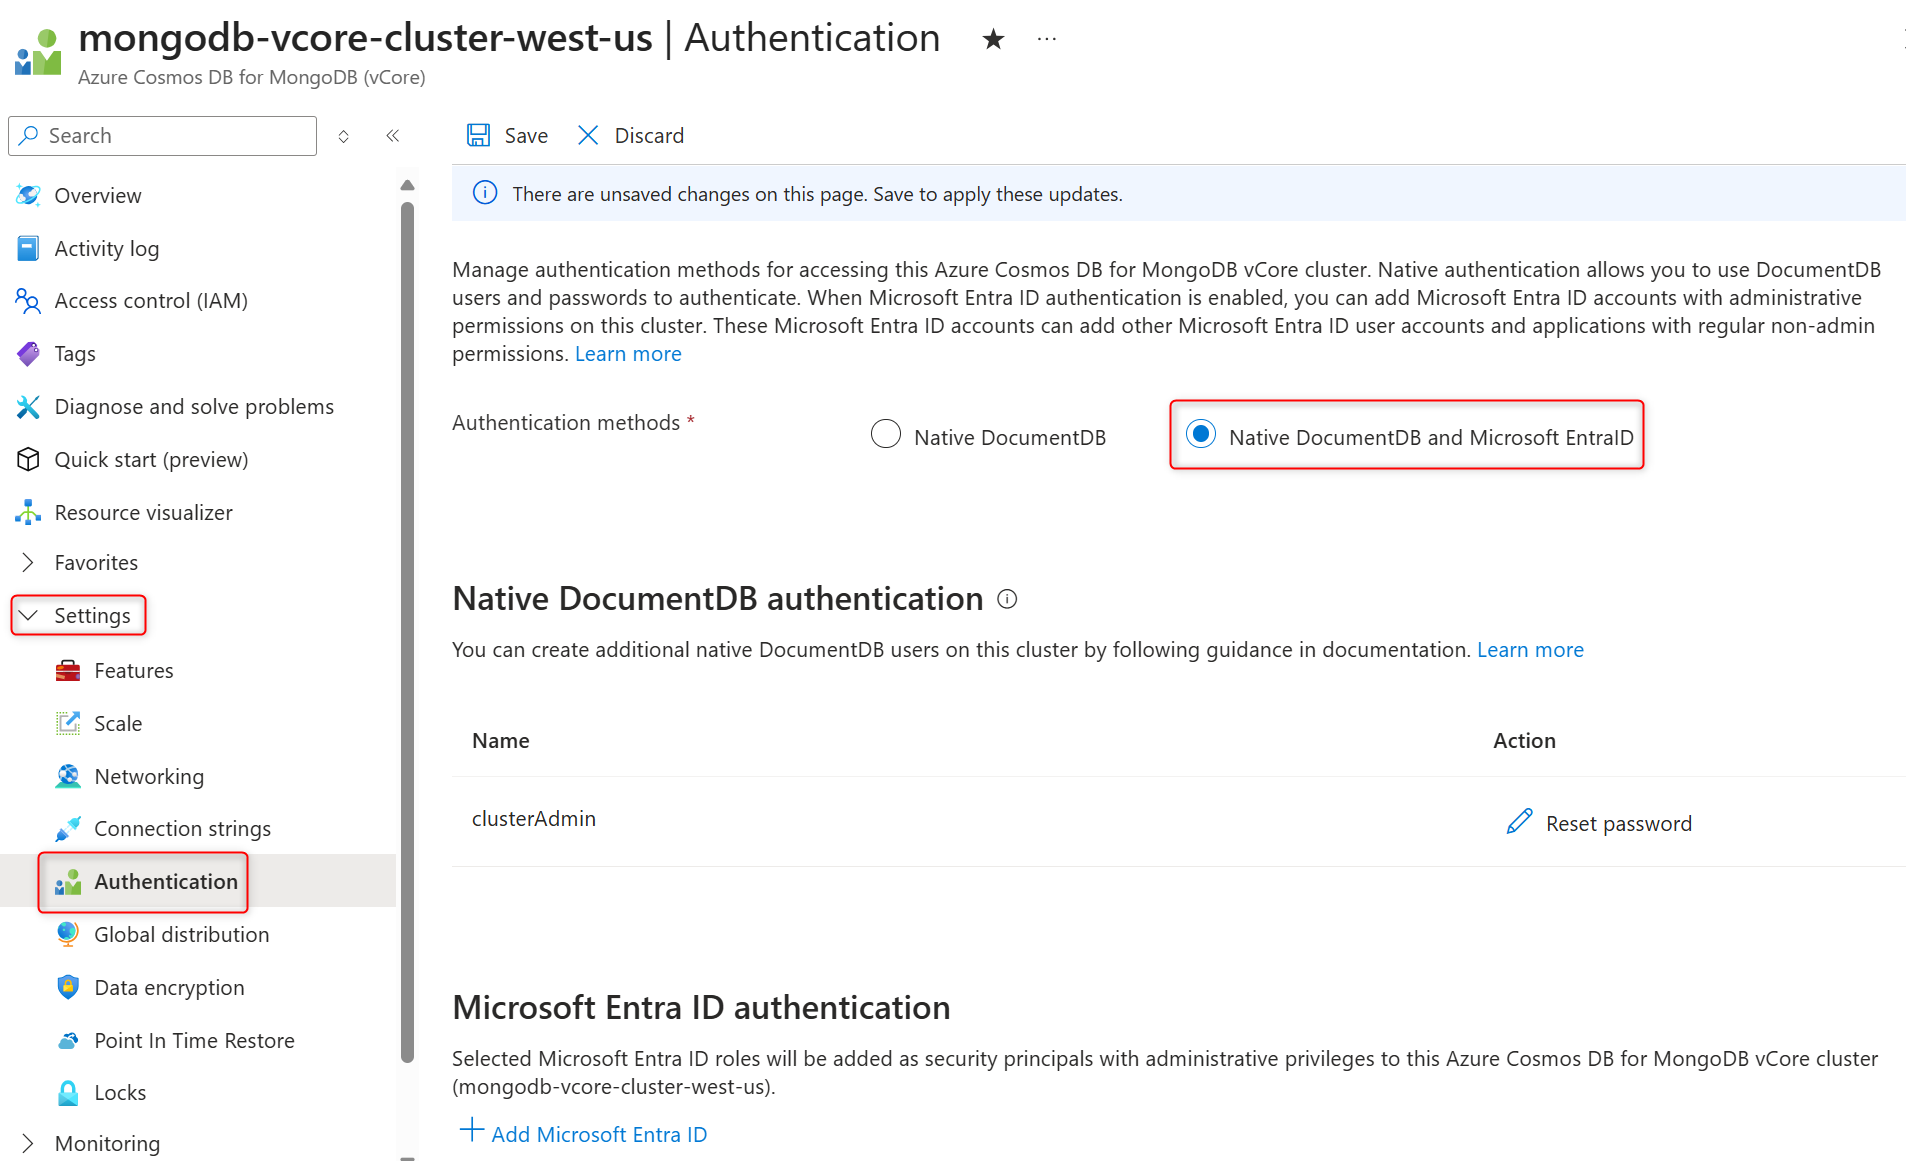 mongodb-vcore-cluster-west-us | Authentication
Azure Cosmos DB for MongoDB (vCore)
Search
Overview
Activity log
Access control (IAM)
Tags
Diagnose and solve problems
Quick start (preview)
Resource visualizer
Favorites
Settings
Features
Scale
Networking
Connection strings
Authentication
Global distribution
Data encryption
Point In Time Restore
Locks
Monitoring
Save Discard
There are unsaved changes on this page. Save to apply these updates.
Manage authentication methods for accessing this Azure Cosmos DB for MongoDB vCore cluster. Native authentication allows you to use DocumentDB
users and passwords to authenticate. When Microsoft Entra ID authentication is enabled, you can add Microsoft Entra ID accounts with administrative
permissions on this cluster. These Microsoft Entra ID accounts can add other Microsoft Entra ID user accounts and applications with regular non-admin
permissions. Learn more
Authentication methods * Native DocumentDB Native DocumentDB and Microsoft EntraID
Native DocumentDB authentication
You can create additional native DocumentDB users on this cluster by following guidance in documentation. Learn more
Name Action
clusterAdmin Reset password
Microsoft Entra ID authentication
Selected Microsoft Entra ID roles will be added as security principals with administrative privileges to this Azure Cosmos DB for MongoDB vCore cluster
(mongodb-vcore-cluster-west-us).
Add Microsoft Entra ID